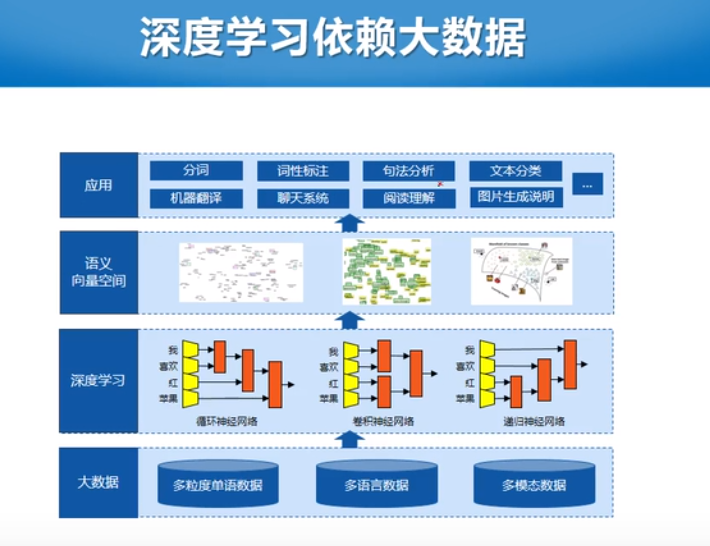 深度学习依赖大数据
应用
分词
词性标注
句法分析
文本分类
...
机器翻译
聊天系统
阅读理解
图片生成说明
语义
向量空间
深度学习
我
喜欢
红
苹果
循环神经网络
我
喜欢
红
苹果
卷积神经网络
我
喜欢
红
苹果
递归神经网络
大数据
多粒度单语数据
多语言数据
多模态数据